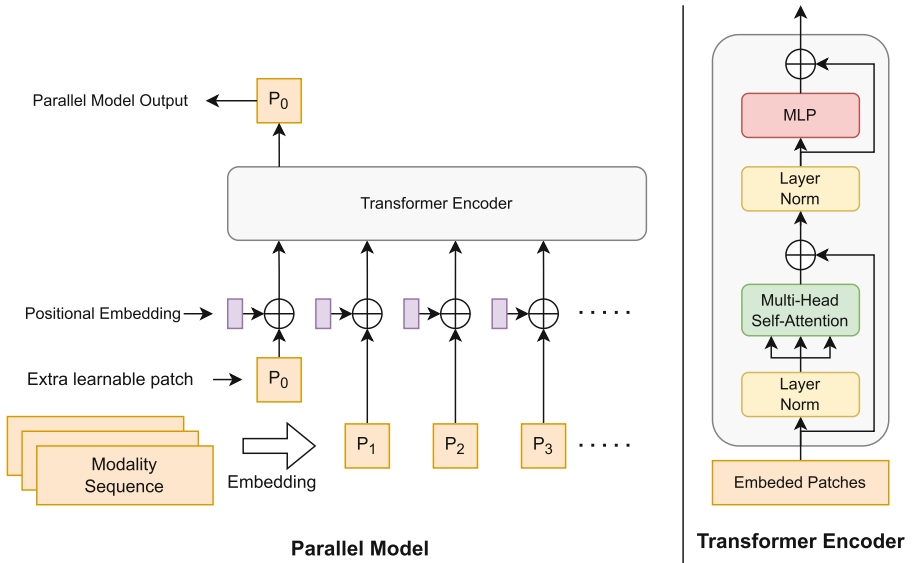 Parallel Model Output
P0
Transformer Encoder
Positional Embedding
.....
Extra learnable patch
P0
Modality
Sequence
Embedding
P1
P2
P3
.....
Parallel Model
MLP
Layer
Norm
Multi-Head
Self-Attention
Layer
Norm
Embeded Patches
Transformer Encoder